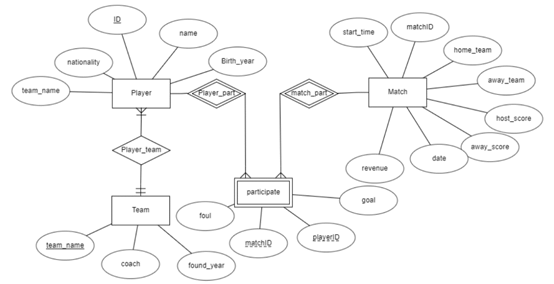 ID
name
start_time
matchID
home_team
nationality
Birth_year
away_team
team_name
Player
Player_part
match_part
Match
host_score
away_score
Player_team
date
revenue
participate
goal
Team
foul
team_name
matchID
playerID
coach
found_year